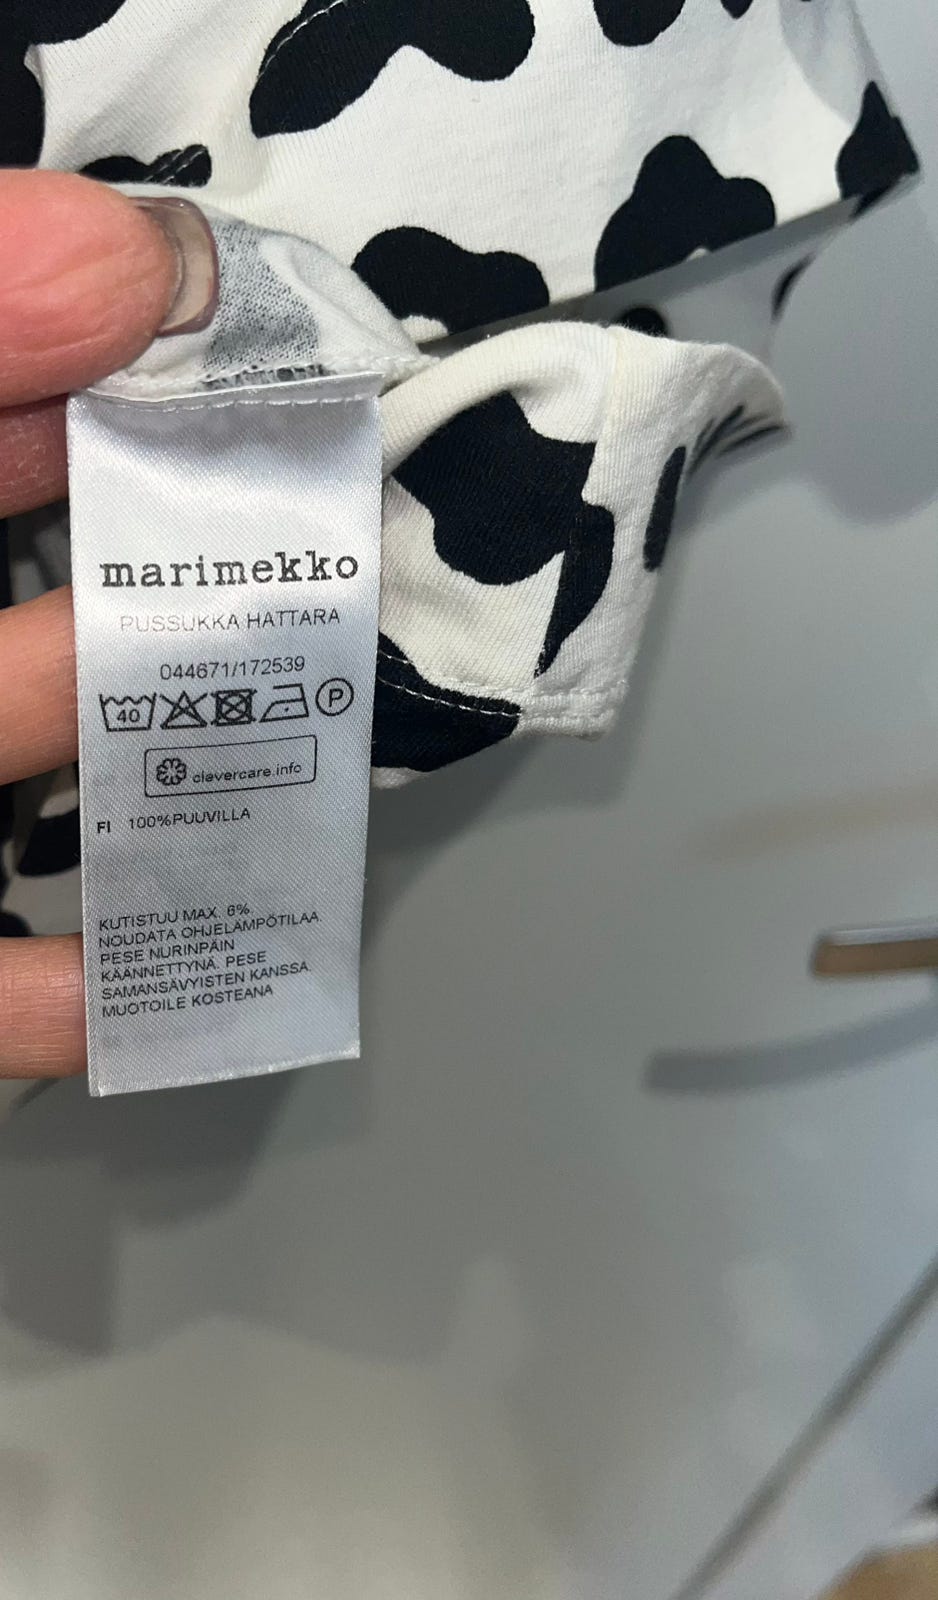 marimekko
PUSSUKKA HATTARA
044671/172539
40 P
clevercare.info
FI 100%PUUVILLA
KUTISTUU MAX. 6%
NOUDATA OHJELÄMPÖTILAA.
PESE NURINPÄIN
KÄÄNNETTYNÄ. PESE
SAMANSÄVYISTEN KANSSA.
MUOTOILE KOSTEANA